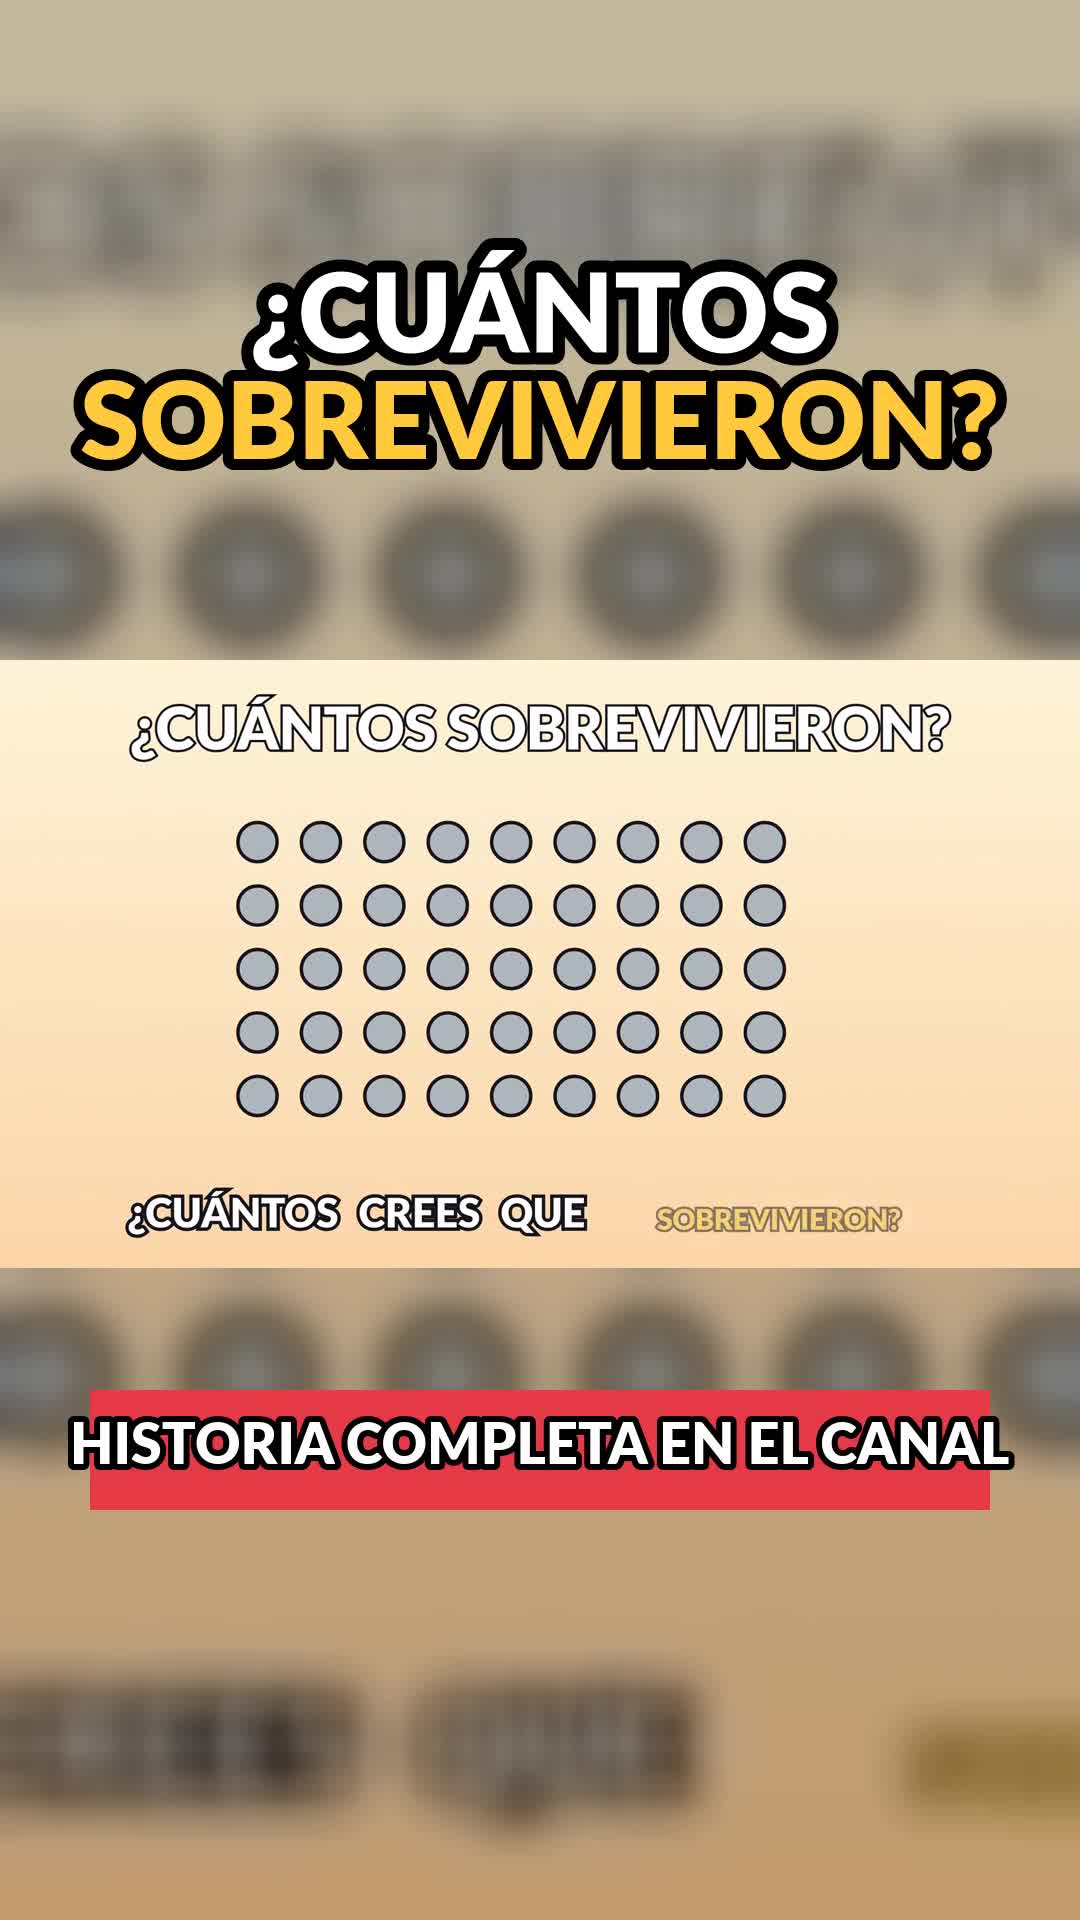 ¿CUÁNTOS
SOBREVIVIERON?
¿CUÁNTOS SOBREVIVIERON?
¿CUÁNTOS CREES QUE SOBREVIVIERON?
HISTORIA COMPLETA EN EL CANAL